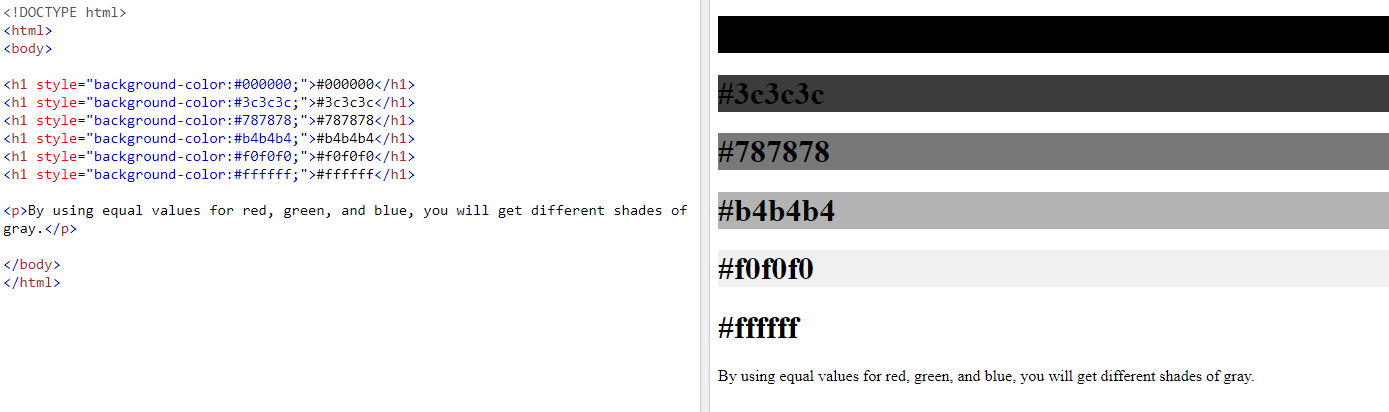 <!DOCTYPE html>
<html>
<body>
<h1 style="background-color:#000000;">#000000</h1>
<h1 style="background-color:#3c3c3c;">#3c3c3c</h1>
<h1 style="background-color:#787878;">#787878</h1>
<h1 style="background-color:#b4b4b4;">#b4b4b4</h1>
<h1 style="background-color:#f0f0f0;">#f0f0f0</h1>
<h1 style="background-color:#ffffff;">#ffffff</h1>
<p>By using equal values for red, green, and blue, you will get different shades of
gray.</p>
</body>
</html>
#3c3c3c
#787878
#b4b4b4
#f0f0f0
#ffffff
By using equal values for red, green, and blue, you will get different shades of gray.